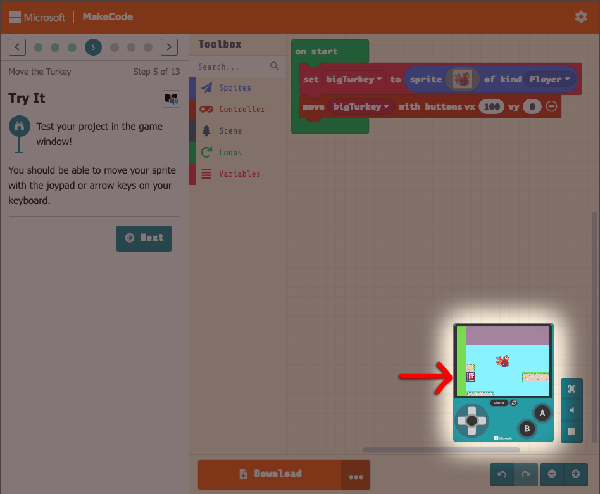 Microsoft | MakeCode
5
Move the Turkey
Step 5 of 13
Try It
Test your project in the game
window!
You should be able to move your sprite
with the joypad or arrow keys on your
keyboard.
Next
Toolbox
Search...
Sprites
Controller
Scene
Loops
Variables
on start
set bigTurkey to sprite of kind Player
move bigTurkey with buttons vx 100 vy 0
A
B
Microsoft
Download